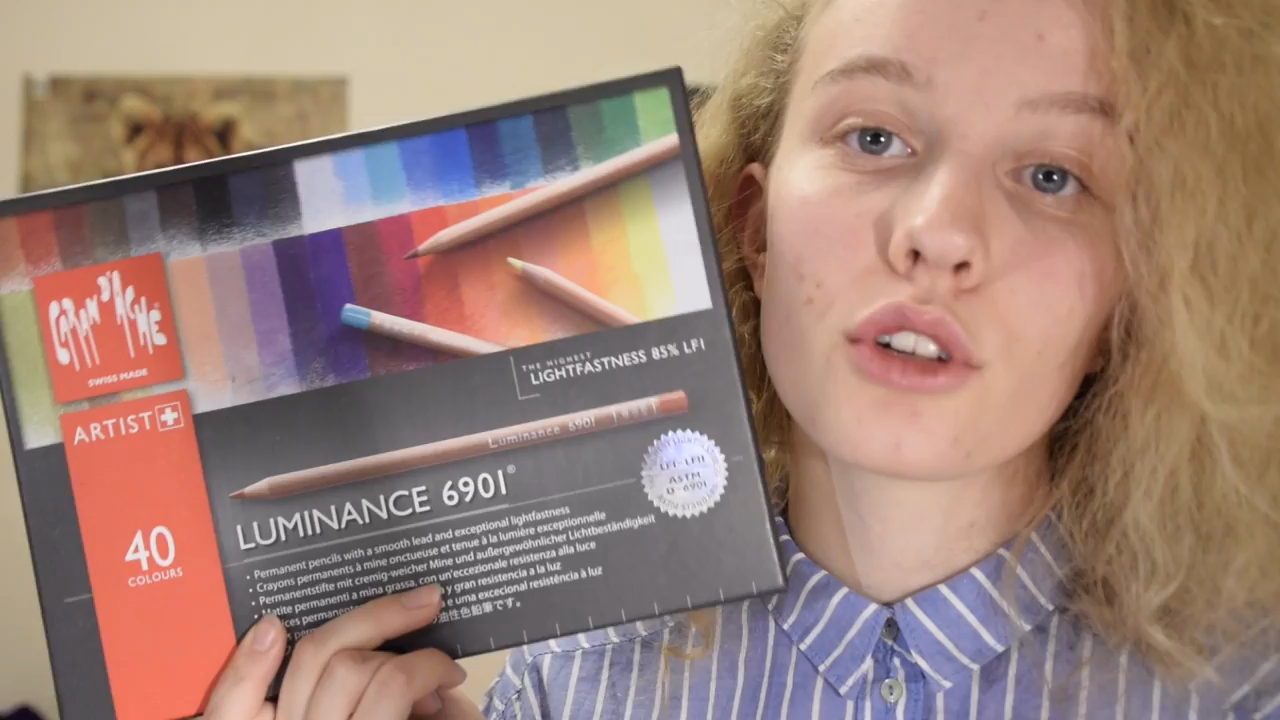 CARAN D'ACHE®
SWISS MADE
ARTIST
40
COLOURS
THE HIGHEST
LIGHTFASTNESS 85% LFI
Luminance 6901
LUMINANCE 6901®
LFI-LFII
ASTM
D-6901
• Permanent pencils with a smooth lead and exceptional lightfastness
• Crayons permanents à mine onctueuse et tenue à la lumière exceptionnelle
• Permanentstifte mit cremig-weicher Mine und außergewöhnlicher Lichtbeständigkeit
• Matite permanenti a mina grassa, con un'eccezionale resistenza alla luce
y gran resistencia a la luz
e uma excecional resistência à luz
油性色鉛筆です。